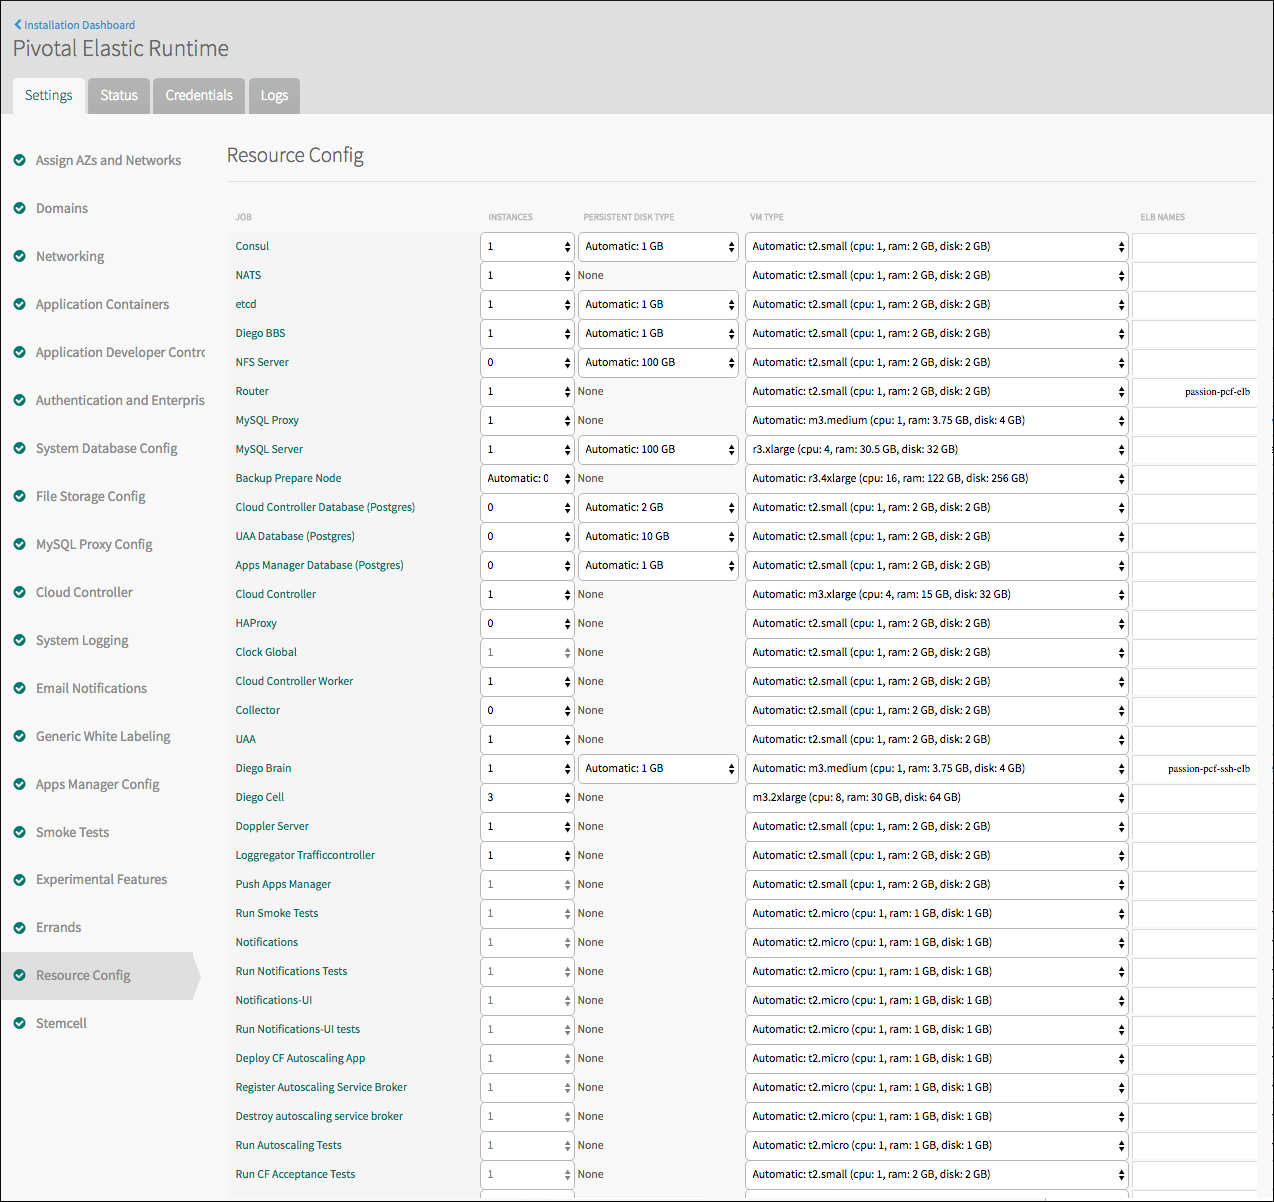 Installation Dashboard
Pivotal Elastic Runtime
Settings Status Credentials Logs
Assign AZs and Networks
Domains
Networking
Application Containers
Application Developer Contro
Authentication and Enterpris
System Database Config
File Storage Config
MySQL Proxy Config
Cloud Controller
System Logging
Email Notifications
Generic White Labeling
Apps Manager Config
Smoke Tests
Experimental Features
Errands
Resource Config
Stemcell
Resource Config
JOB INSTANCES PERSISTENT DISK TYPE VM TYPE ELB NAMES
Consul 1 Automatic: 1 GB Automatic: t2.small (cpu: 1, ram: 2 GB, disk: 2 GB)
NATS 1 None Automatic: t2.small (cpu: 1, ram: 2 GB, disk: 2 GB)
etcd 1 Automatic: 1 GB Automatic: t2.small (cpu: 1, ram: 2 GB, disk: 2 GB)
Diego BBS 1 Automatic: 1 GB Automatic: t2.small (cpu: 1, ram: 2 GB, disk: 2 GB)
NFS Server 0 Automatic: 100 GB Automatic: t2.small (cpu: 1, ram: 2 GB, disk: 2 GB)
Router 1 None Automatic: t2.small (cpu: 1, ram: 2 GB, disk: 2 GB) passion-pcf-elb
MySQL Proxy 1 None Automatic: m3.medium (cpu: 1, ram: 3.75 GB, disk: 4 GB)
MySQL Server 1 Automatic: 100 GB r3.xlarge (cpu: 4, ram: 30.5 GB, disk: 32 GB)
Backup Prepare Node Automatic: 0 None Automatic: r3.4xlarge (cpu: 16, ram: 122 GB, disk: 256 GB)
Cloud Controller Database (Postgres) 0 Automatic: 2 GB Automatic: t2.small (cpu: 1, ram: 2 GB, disk: 2 GB)
UAA Database (Postgres) 0 Automatic: 10 GB Automatic: t2.small (cpu: 1, ram: 2 GB, disk: 2 GB)
Apps Manager Database (Postgres) 0 Automatic: 1 GB Automatic: t2.small (cpu: 1, ram: 2 GB, disk: 2 GB)
Cloud Controller 1 None Automatic: m3.xlarge (cpu: 4, ram: 15 GB, disk: 32 GB)
HAProxy 0 None Automatic: t2.small (cpu: 1, ram: 2 GB, disk: 2 GB)
Clock Global 1 None Automatic: t2.small (cpu: 1, ram: 2 GB, disk: 2 GB)
Cloud Controller Worker 1 None Automatic: t2.small (cpu: 1, ram: 2 GB, disk: 2 GB)
Collector 0 None Automatic: t2.small (cpu: 1, ram: 2 GB, disk: 2 GB)
UAA 1 None Automatic: t2.small (cpu: 1, ram: 2 GB, disk: 2 GB)
Diego Brain 1 Automatic: 1 GB Automatic: m3.medium (cpu: 1, ram: 3.75 GB, disk: 4 GB) passion-pcf-ssh-elb
Diego Cell 3 None m3.2xlarge (cpu: 8, ram: 30 GB, disk: 64 GB)
Doppler Server 1 None Automatic: t2.small (cpu: 1, ram: 2 GB, disk: 2 GB)
Loggregator Trafficcontroller 1 None Automatic: t2.small (cpu: 1, ram: 2 GB, disk: 2 GB)
Push Apps Manager 1 None Automatic: t2.small (cpu: 1, ram: 2 GB, disk: 2 GB)
Run Smoke Tests 1 None Automatic: t2.micro (cpu: 1, ram: 1 GB, disk: 1 GB)
Notifications 1 None Automatic: t2.micro (cpu: 1, ram: 1 GB, disk: 1 GB)
Run Notifications Tests 1 None Automatic: t2.micro (cpu: 1, ram: 1 GB, disk: 1 GB)
Notifications-UI 1 None Automatic: t2.micro (cpu: 1, ram: 1 GB, disk: 1 GB)
Run Notifications-UI tests 1 None Automatic: t2.micro (cpu: 1, ram: 1 GB, disk: 1 GB)
Deploy CF Autoscaling App 1 None Automatic: t2.micro (cpu: 1, ram: 1 GB, disk: 1 GB)
Register Autoscaling Service Broker 1 None Automatic: t2.micro (cpu: 1, ram: 1 GB, disk: 1 GB)
Destroy autoscaling service broker 1 None Automatic: t2.micro (cpu: 1, ram: 1 GB, disk: 1 GB)
Run Autoscaling Tests 1 None Automatic: t2.micro (cpu: 1, ram: 1 GB, disk: 1 GB)
Run CF Acceptance Tests 1 None Automatic: t2.small (cpu: 1, ram: 2 GB, disk: 2 GB)